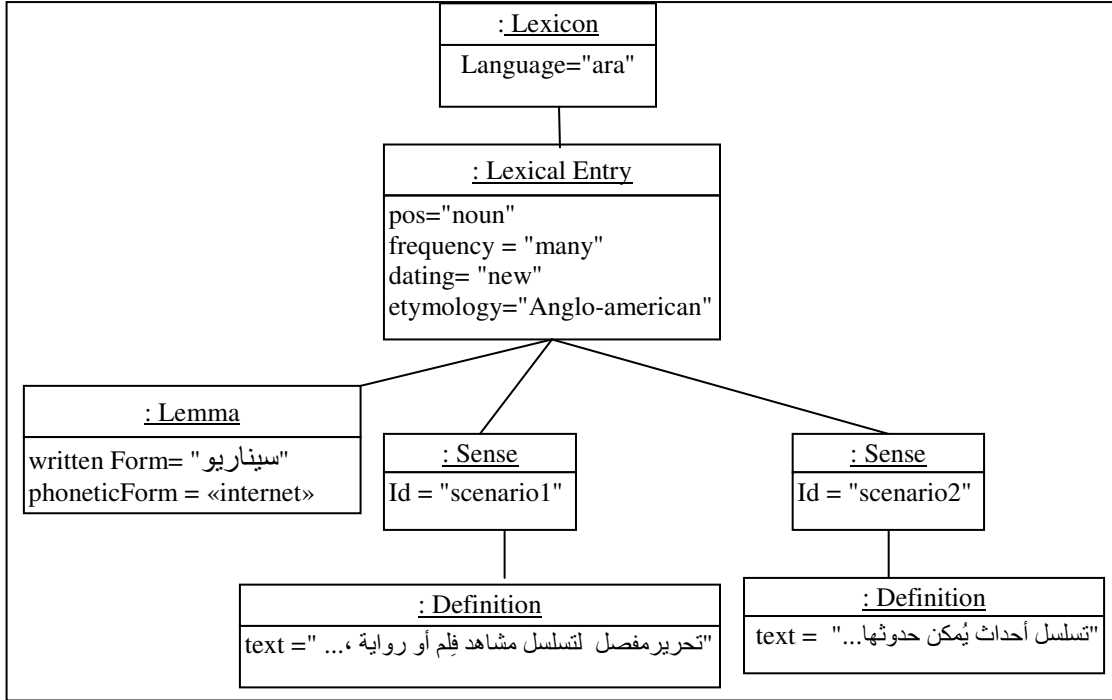 : Lexicon
Language="ara"
: Lexical Entry
pos="noun"
frequency = "many"
dating= "new"
etymology="Anglo-american"
: Lemma
written Form= "سيناريو"
phoneticForm = «internet»
: Sense
Id = "scenario1"
: Sense
Id = "scenario2"
: Definition
text ="تحريرمفصل لتسلسل مشاهد فِلم أو رواية ،..."
: Definition
text = "تسلسل أحداث يُمكن حدوثها..."